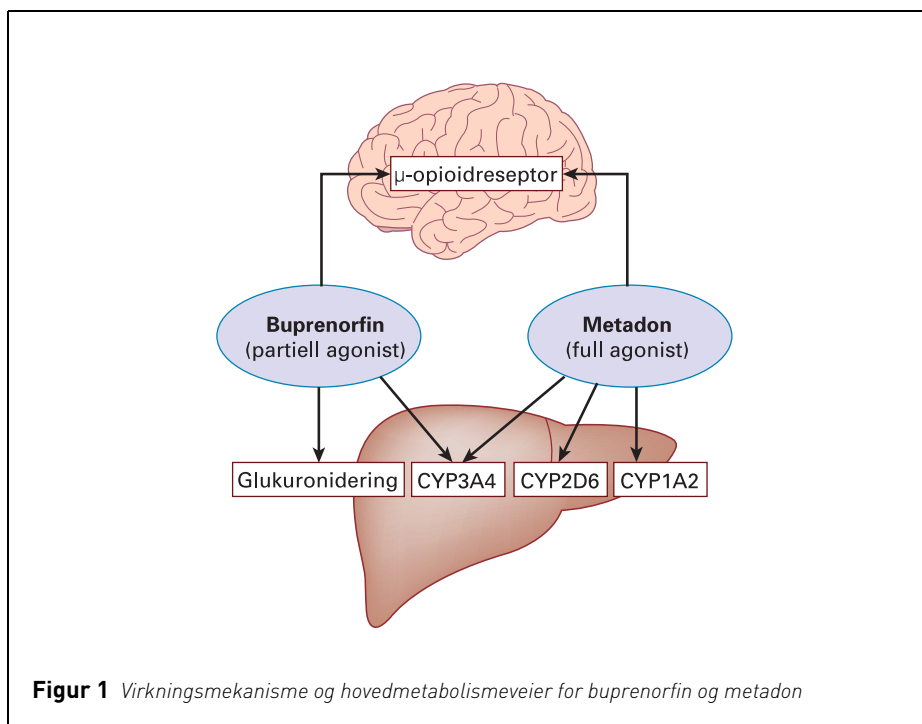 μ-opioidreseptor
Buprenorfin
(partiell agonist)
Metadon
(full agonist)
Glukuronidering
CYP3A4
CYP2D6
CYP1A2
Figur 1 Virkningsmekanisme og hovedmetabolismeveier for buprenorfin og metadon